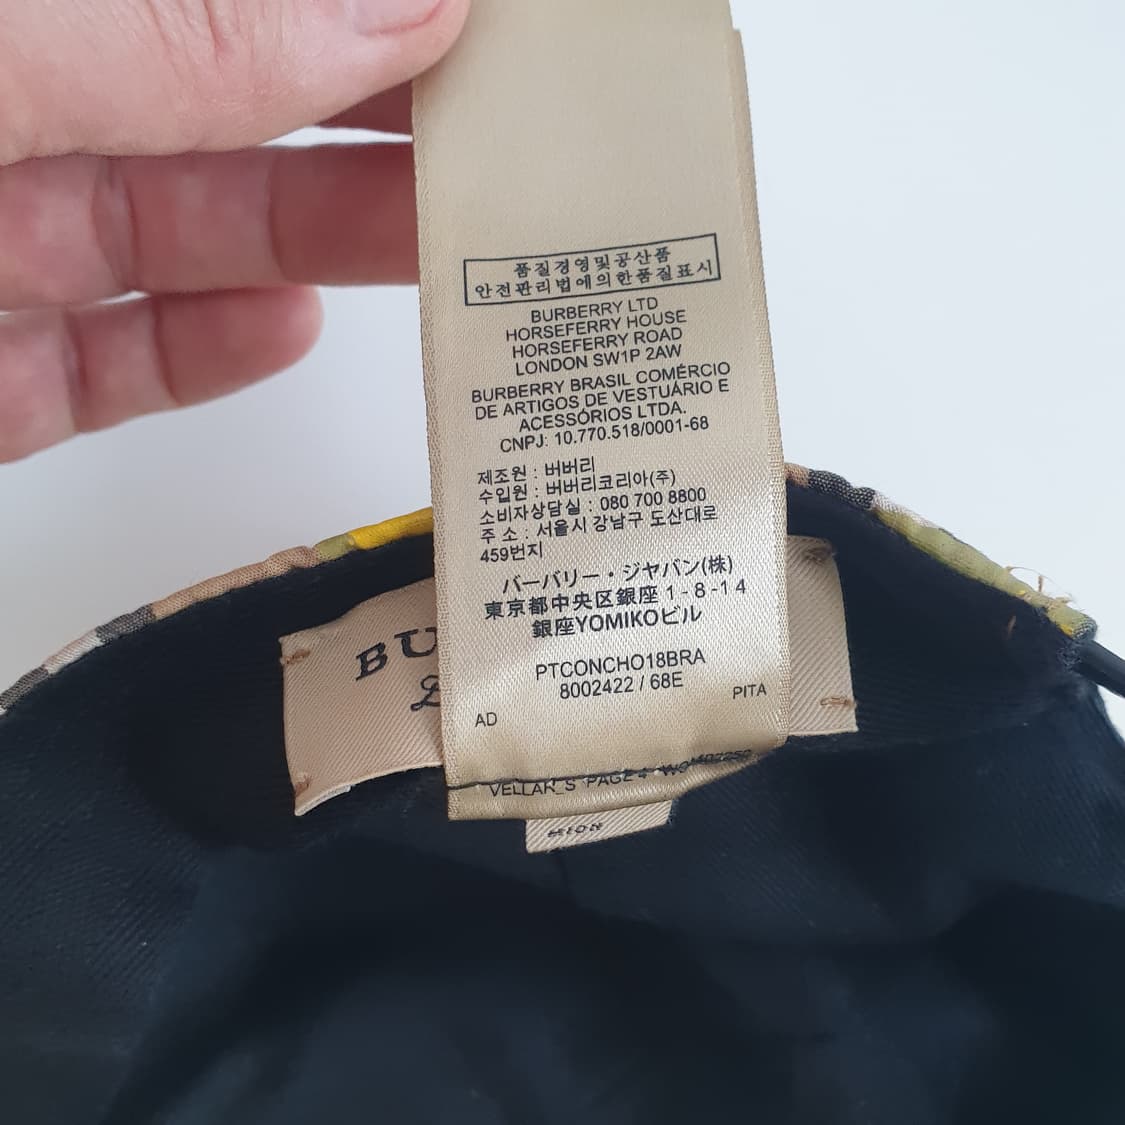 품질경영및공산품
안전관리법에의한품질표시
BURBERRY LTD
HORSEFERRY HOUSE
HORSEFERRY ROAD
LONDON SW1P 2AW
BURBERRY BRASIL COMÉRCIO
DE ARTIGOS DE VESTUÁRIO E
ACESSÓRIOS LTDA.
CNPJ: 10.770.518/0001-68
제조원 : 버버리
수입원 : 버버리코리아(주)
소비자상담실 : 080 700 8800
주 소 : 서울시 강남구 도산대로
459번지
バーバリー・ジャパン(株)
東京都中央区銀座 1-8-14
銀座YOMIKOビル
PTCONCHO18BRA
8002422 / 68E
AD PITA
VELLAR_S PAGE4
BU